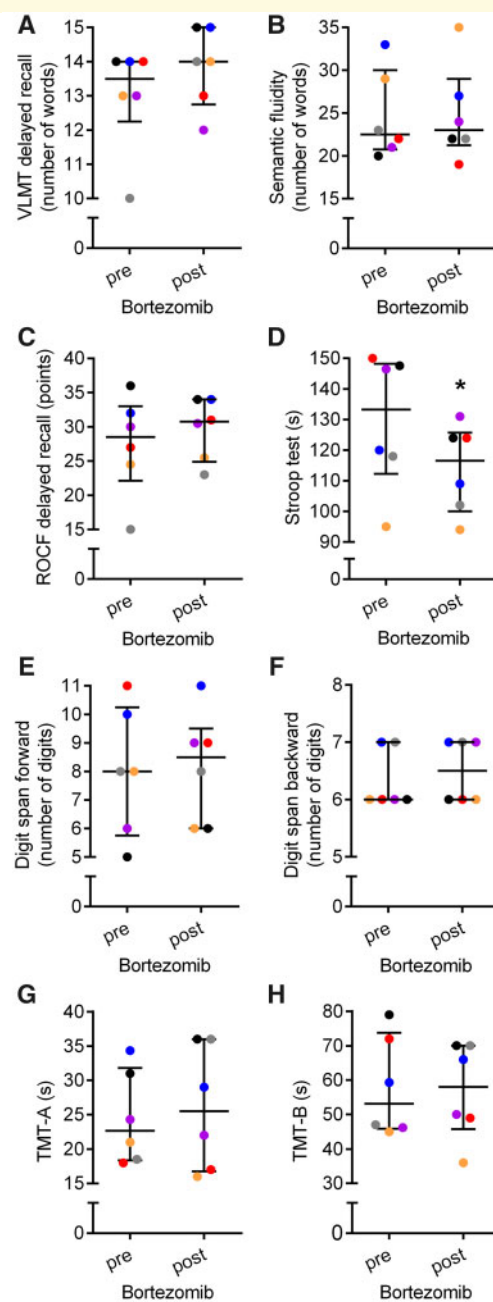 A
VLMT delayed recall
(number of words)
15
14
13
12
11
10
0
pre
post
Bortezomib
B
Semantic fluidity
(number of words)
35
30
25
20
15
0
pre
post
Bortezomib
C
ROCF delayed recall (points)
40
35
30
25
20
15
0
pre
post
Bortezomib
D
Stroop test (s)
150
140
130
120
110
100
90
0
*
pre
post
Bortezomib
E
Digit span forward
(number of digits)
11
10
9
8
7
6
5
0
pre
post
Bortezomib
F
Digit span backward
(number of digits)
8
7
6
5
0
pre
post
Bortezomib
G
TMT-A (s)
40
35
30
25
20
15
0
pre
post
Bortezomib
H
TMT-B (s)
80
70
60
50
40
30
0
pre
post
Bortezomib